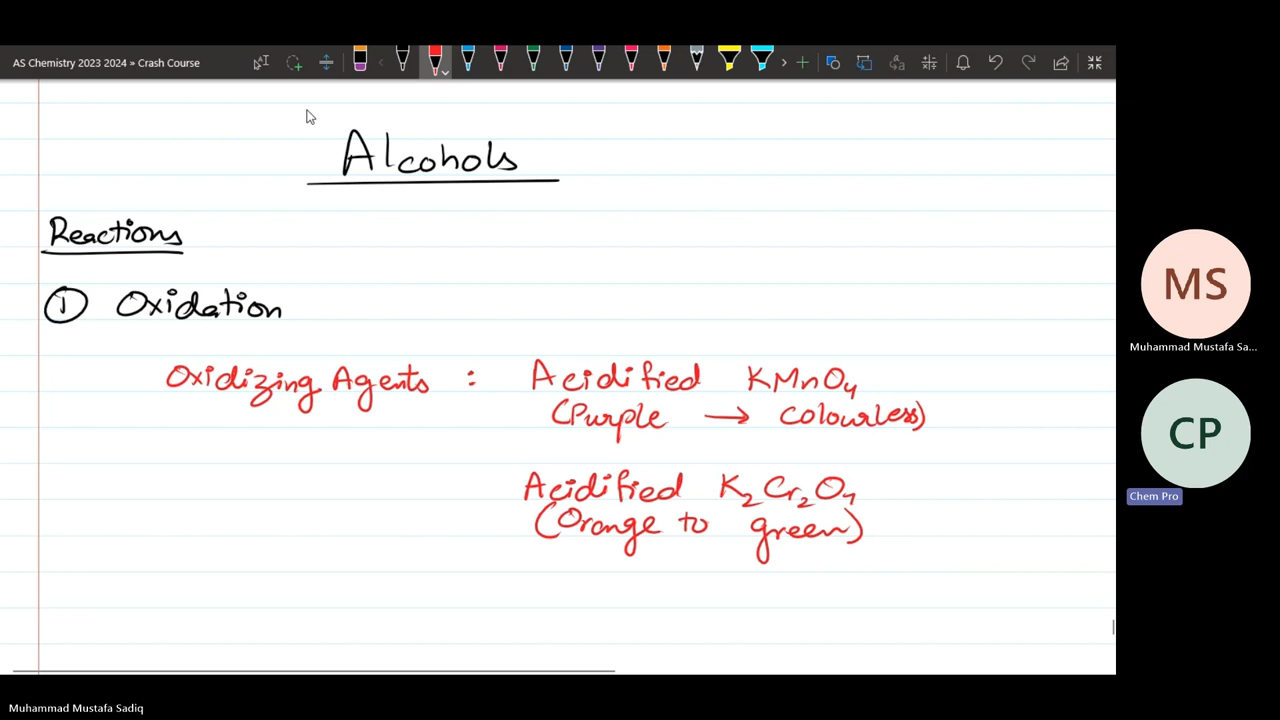 AS Chemistry 2023 2024 » Crash Course
Alcohols
Reactions
① Oxidation
Oxidizing Agents : Acidified KMnO₄
(Purple → colourless)
Acidified K₂Cr₂O₇
(Orange to green)
MS
Muhammad Mustafa Sa...
CP
Chem Pro
Muhammad Mustafa Sadiq